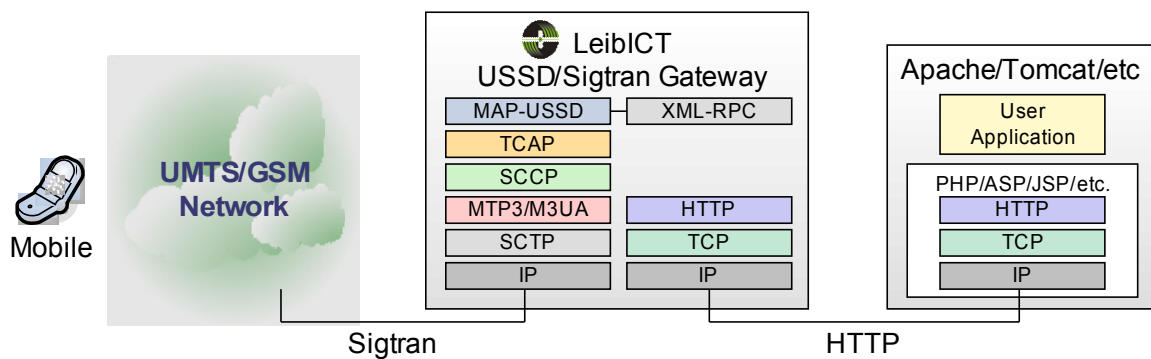 Mobile
UMTS/GSM
Network
LeibICT
USSD/Sigtran Gateway
MAP-USSD
XML-RPC
TCAP
SCCP
MTP3/M3UA
HTTP
SCTP
TCP
IP
IP
Sigtran
HTTP
Apache/Tomcat/etc
User
Application
PHP/ASP/JSP/etc.
HTTP
TCP
IP